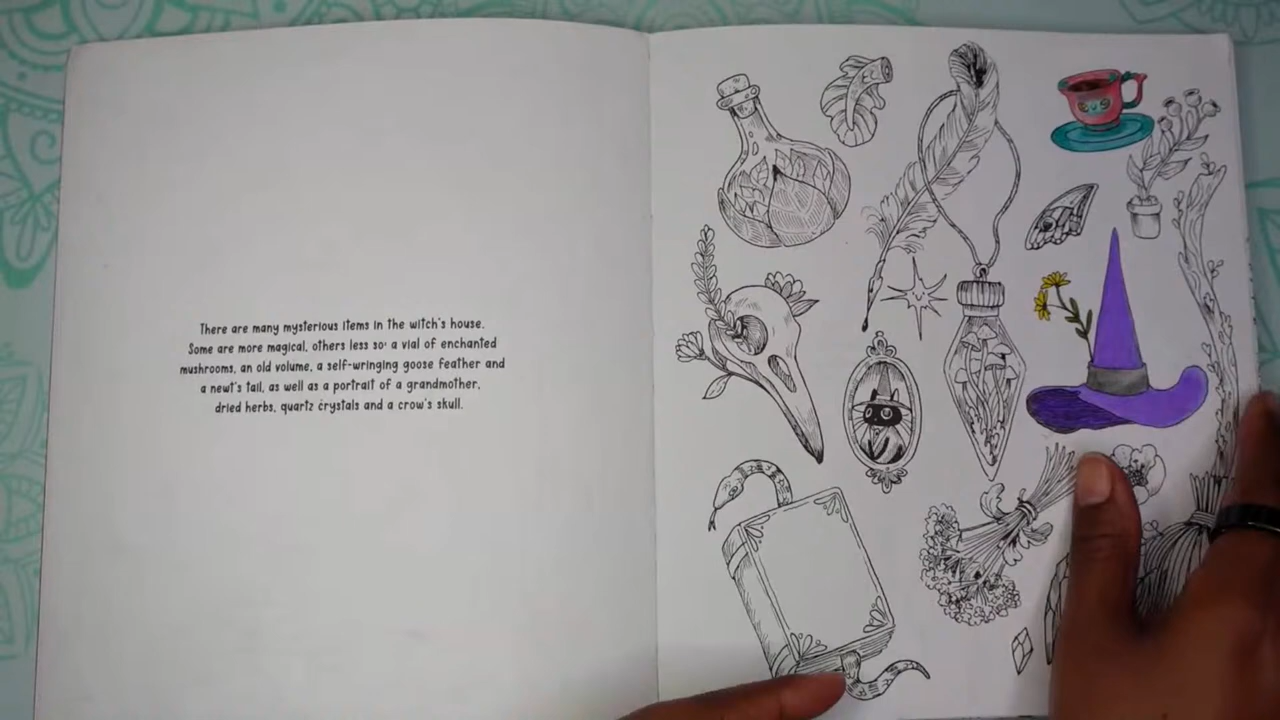 There are many mysterious items in the witch's house.
Some are more magical, others less so: a vial of enchanted
mushrooms, an old volume, a self-wringing goose feather and
a newt's tail, as well as a portrait of a grandmother,
dried herbs, quartz crystals and a crow's skull.